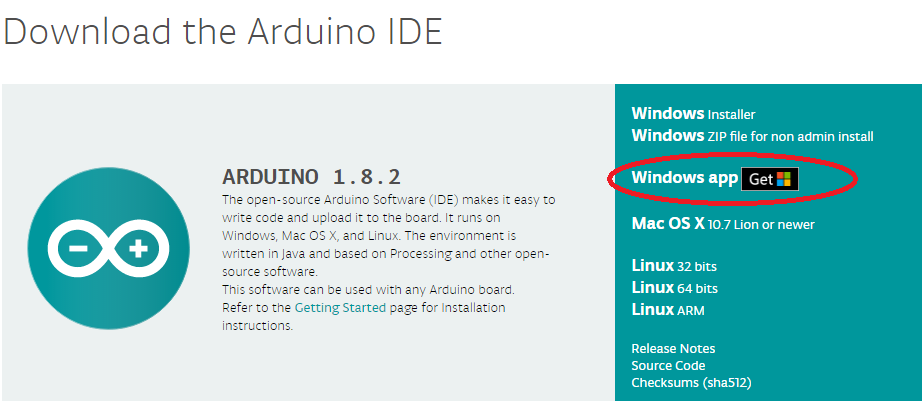 Download the Arduino IDE
ARDUINO 1.8.2
The open-source Arduino Software (IDE) makes it easy to
write code and upload it to the board. It runs on
Windows, Mac OS X, and Linux. The environment is
written in Java and based on Processing and other open-
source software.
This software can be used with any Arduino board.
Refer to the Getting Started page for Installation
instructions.
Windows Installer
Windows ZIP file for non admin install
Windows app Get
Mac OS X 10.7 Lion or newer
Linux 32 bits
Linux 64 bits
Linux ARM
Release Notes
Source Code
Checksums (sha512)